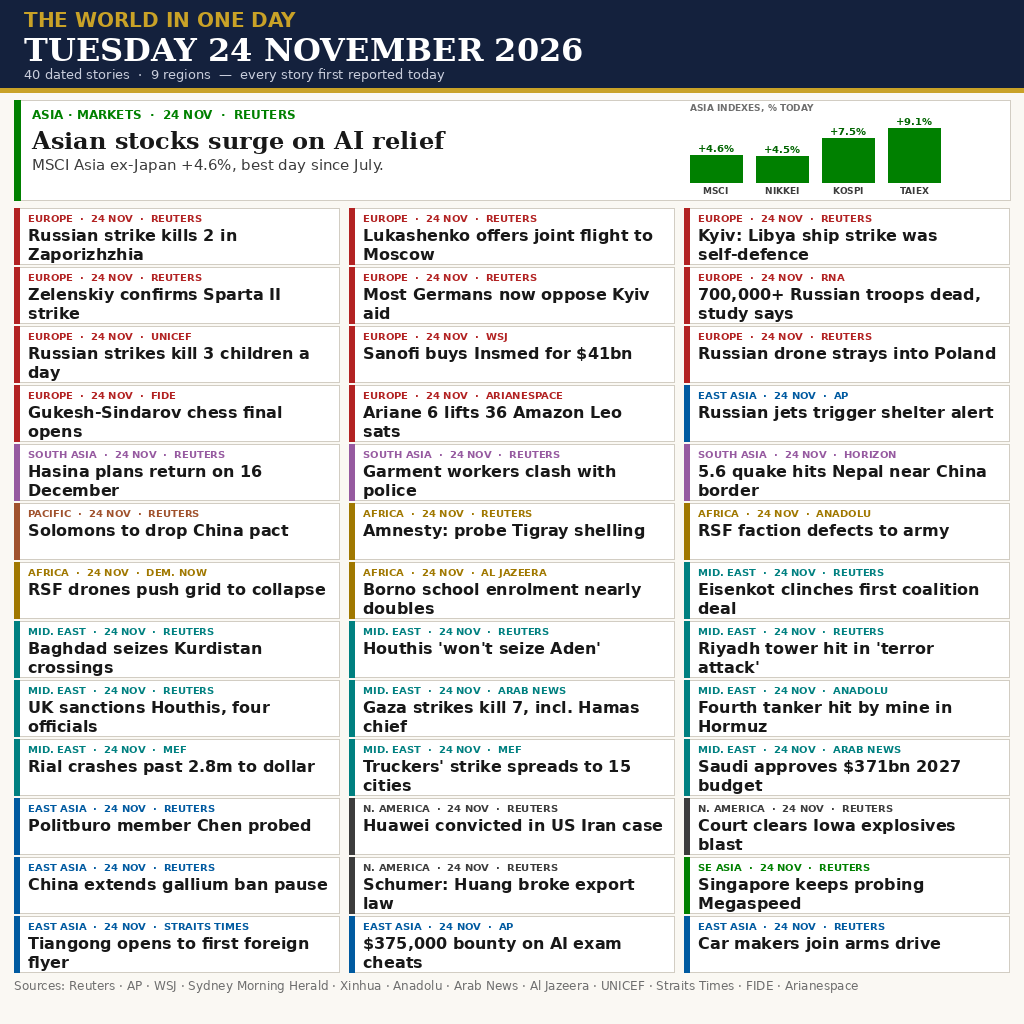 THE WORLD IN ONE DAY
TUESDAY 24 NOVEMBER 2026
40 dated stories · 9 regions — every story first reported today
ASIA · MARKETS · 24 NOV · REUTERS
Asian stocks surge on AI relief
MSCI Asia ex-Japan +4.6%, best day since July.
ASIA INDEXES, % TODAY
+4.6%
+4.5%
+7.5%
+9.1%
MSCI
NIKKEI
KOSPI
TAIEX
EUROPE · 24 NOV · REUTERS
Russian strike kills 2 in
Zaporizhzhia
EUROPE · 24 NOV · REUTERS
Lukashenko offers joint flight to
Moscow
EUROPE · 24 NOV · REUTERS
Kyiv: Libya ship strike was
self-defence
EUROPE · 24 NOV · REUTERS
Zelenskiy confirms Sparta II
strike
EUROPE · 24 NOV · REUTERS
Most Germans now oppose Kyiv
aid
EUROPE · 24 NOV · RNA
700,000+ Russian troops dead,
study says
EUROPE · 24 NOV · UNICEF
Russian strikes kill 3 children a
day
EUROPE · 24 NOV · WSJ
Sanofi buys Insmed for $41bn
EUROPE · 24 NOV · REUTERS
Russian drone strays into Poland
EUROPE · 24 NOV · FIDE
Gukesh-Sindarov chess final
opens
EUROPE · 24 NOV · ARIANESPACE
Ariane 6 lifts 36 Amazon Leo
sats
EAST ASIA · 24 NOV · AP
Russian jets trigger shelter alert
SOUTH ASIA · 24 NOV · REUTERS
Hasina plans return on 16
December
SOUTH ASIA · 24 NOV · REUTERS
Garment workers clash with
police
SOUTH ASIA · 24 NOV · HORIZON
5.6 quake hits Nepal near China
border
PACIFIC · 24 NOV · REUTERS
Solomons to drop China pact
AFRICA · 24 NOV · REUTERS
Amnesty: probe Tigray shelling
AFRICA · 24 NOV · ANADOLU
RSF faction defects to army
AFRICA · 24 NOV · DEM. NOW
RSF drones push grid to collapse
AFRICA · 24 NOV · AL JAZEERA
Borno school enrolment nearly
doubles
MID. EAST · 24 NOV · REUTERS
Eisenkot clinches first coalition
deal
MID. EAST · 24 NOV · REUTERS
Baghdad seizes Kurdistan
crossings
MID. EAST · 24 NOV · REUTERS
Houthis 'won't seize Aden'
MID. EAST · 24 NOV · REUTERS
Riyadh tower hit in 'terror
attack'
MID. EAST · 24 NOV · REUTERS
UK sanctions Houthis, four
officials
MID. EAST · 24 NOV · ARAB NEWS
Gaza strikes kill 7, incl. Hamas
chief
MID. EAST · 24 NOV · ANADOLU
Fourth tanker hit by mine in
Hormuz
MID. EAST · 24 NOV · MEF
Rial crashes past 2.8m to dollar
MID. EAST · 24 NOV · MEF
Truckers' strike spreads to 15
cities
MID. EAST · 24 NOV · ARAB NEWS
Saudi approves $371bn 2027
budget
EAST ASIA · 24 NOV · REUTERS
Politburo member Chen probed
N. AMERICA · 24 NOV · REUTERS
Huawei convicted in US Iran case
N. AMERICA · 24 NOV · REUTERS
Court clears Iowa explosives
blast
EAST ASIA · 24 NOV · REUTERS
China extends gallium ban pause
N. AMERICA · 24 NOV · REUTERS
Schumer: Huang broke export
law
SE ASIA · 24 NOV · REUTERS
Singapore keeps probing
Megaspeed
EAST ASIA · 24 NOV · STRAITS TIMES
Tiangong opens to first foreign
flyer
EAST ASIA · 24 NOV · AP
$375,000 bounty on AI exam
cheats
EAST ASIA · 24 NOV · REUTERS
Car makers join arms drive
Sources: Reuters · AP · WSJ · Sydney Morning Herald · Xinhua · Anadolu · Arab News · Al Jazeera · UNICEF · Straits Times · FIDE · Arianespace